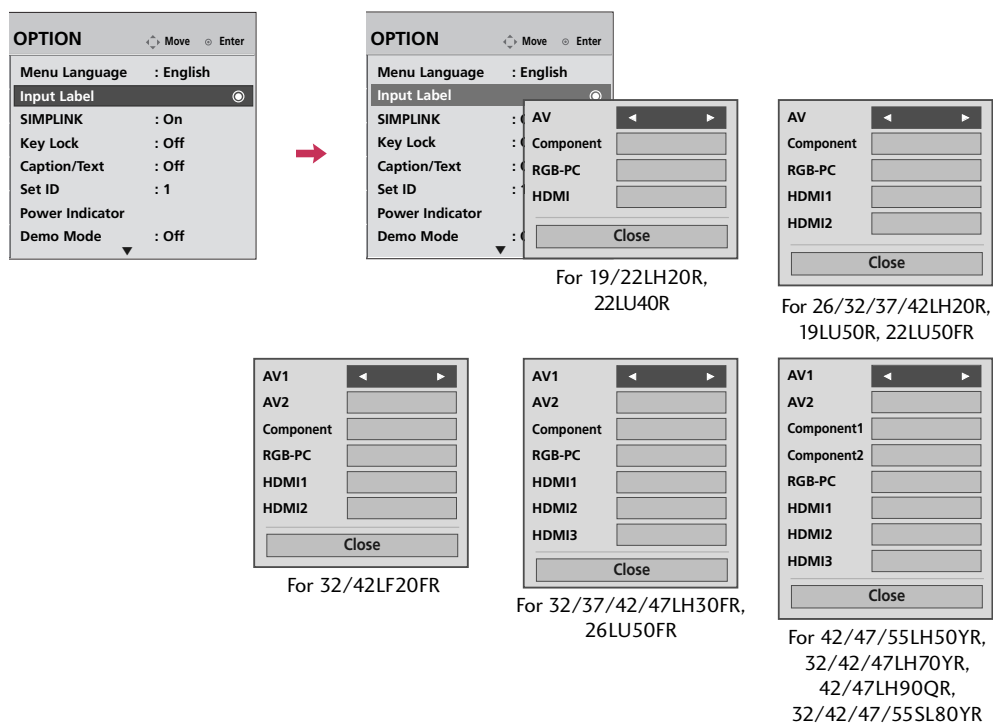 OPTION Move Enter
Menu Language : English
Input Label
SIMPLINK : On
Key Lock : Off
Caption/Text : Off
Set ID : 1
Power Indicator
Demo Mode : Off
OPTION Move Enter
Menu Language : English
Input Label
SIMPLINK :
Key Lock :
Caption/Text :
Set ID : 1
Power Indicator
Demo Mode :
AV
Component
RGB-PC
HDMI
Close
For 19/22LH20R,
22LU40R
AV
Component
RGB-PC
HDMI1
HDMI2
Close
For 26/32/37/42LH20R,
19LU50R, 22LU50FR
AV1
AV2
Component
RGB-PC
HDMI1
HDMI2
Close
For 32/42LF20FR
AV1
AV2
Component
RGB-PC
HDMI1
HDMI2
HDMI3
Close
For 32/37/42/47LH30FR,
26LU50FR
AV1
AV2
Component1
Component2
RGB-PC
HDMI1
HDMI2
HDMI3
Close
For 42/47/55LH50YR,
32/42/47LH70YR,
42/47LH90QR,
32/42/47/55SL80YR